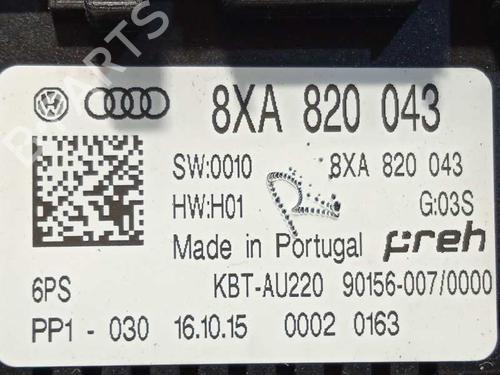 8XA 820 043
SW:0010 8XA 820 043
HW:H01 G:03S
Made in Portugal preh
6PS KBT-AU220 90156-007/0000
PP1 - 030 16.10.15 0002 0163